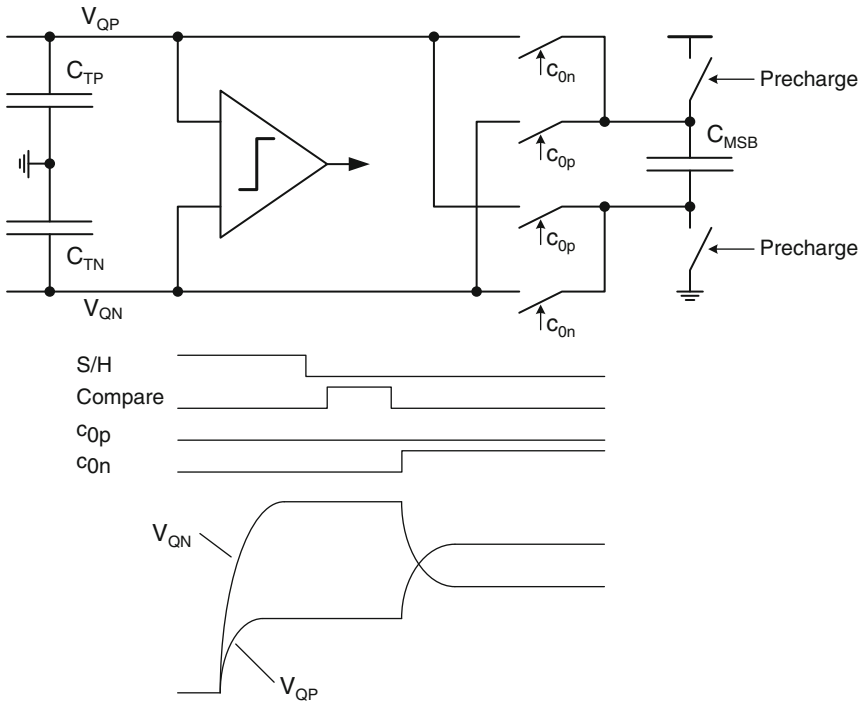 V_QP
C_TP
c_0n
Precharge
c_0p
C_MSB
c_0p
C_TN
Precharge
V_QN
c_0n
S/H
Compare
c_0p
c_0n
V_QN
V_QP